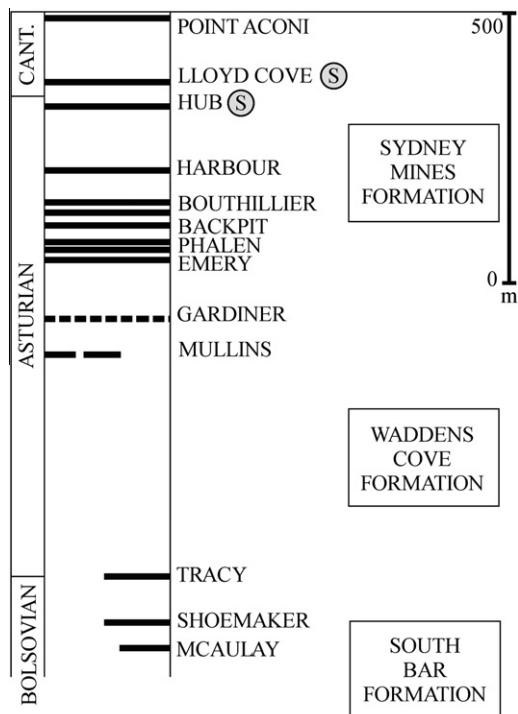 CANT.
ASTURIAN
BOLSOVIAN
POINT ACONI
LLOYD COVE S
HUB S
HARBOUR
BOUTHILLIER
BACKPIT
PHALEN
EMERY
GARDINER
MULLINS
TRACY
SHOEMAKER
MCAULAY
500
0
m
SYDNEY
MINES
FORMATION
WADDENS
COVE
FORMATION
SOUTH
BAR
FORMATION